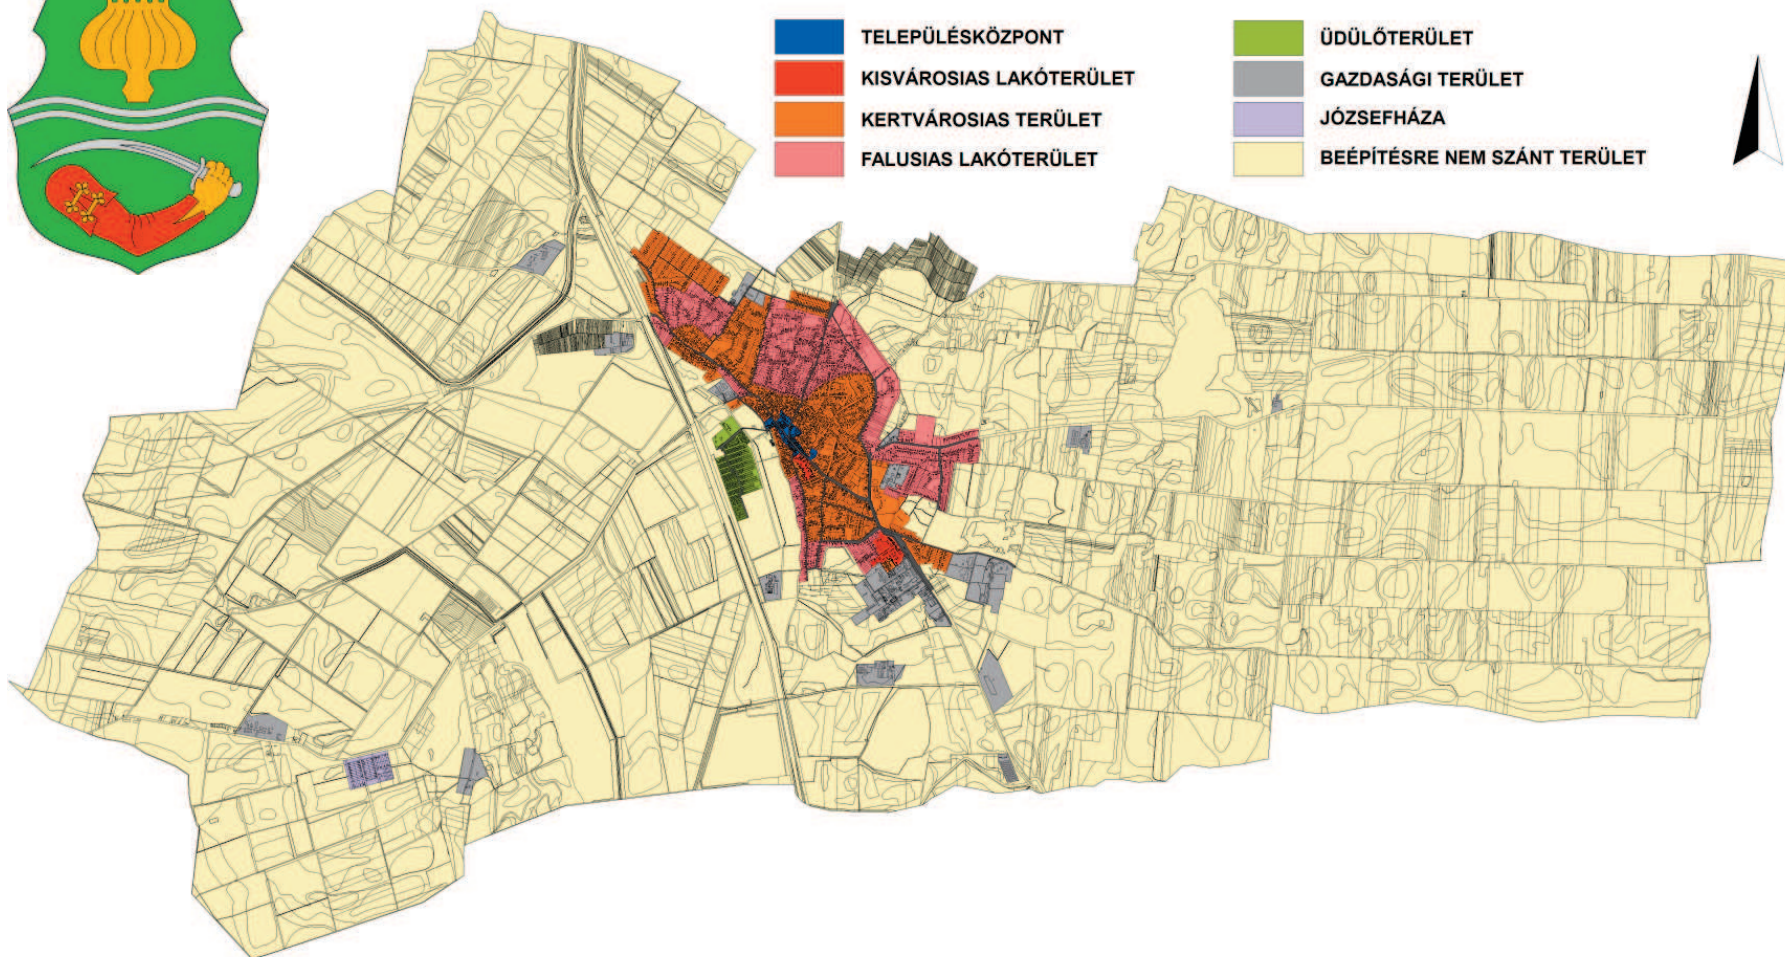 TELEPÜLÉSKÖZPONT
KISVÁROSIAS LAKÓTERÜLET
KERTVÁROSIAS TERÜLET
FALUSIAS LAKÓTERÜLET
ÜDÜLŐTERÜLET
GAZDASÁGI TERÜLET
JÓZSEFHÁZA
BEÉPÍTÉSRE NEM SZÁNT TERÜLET